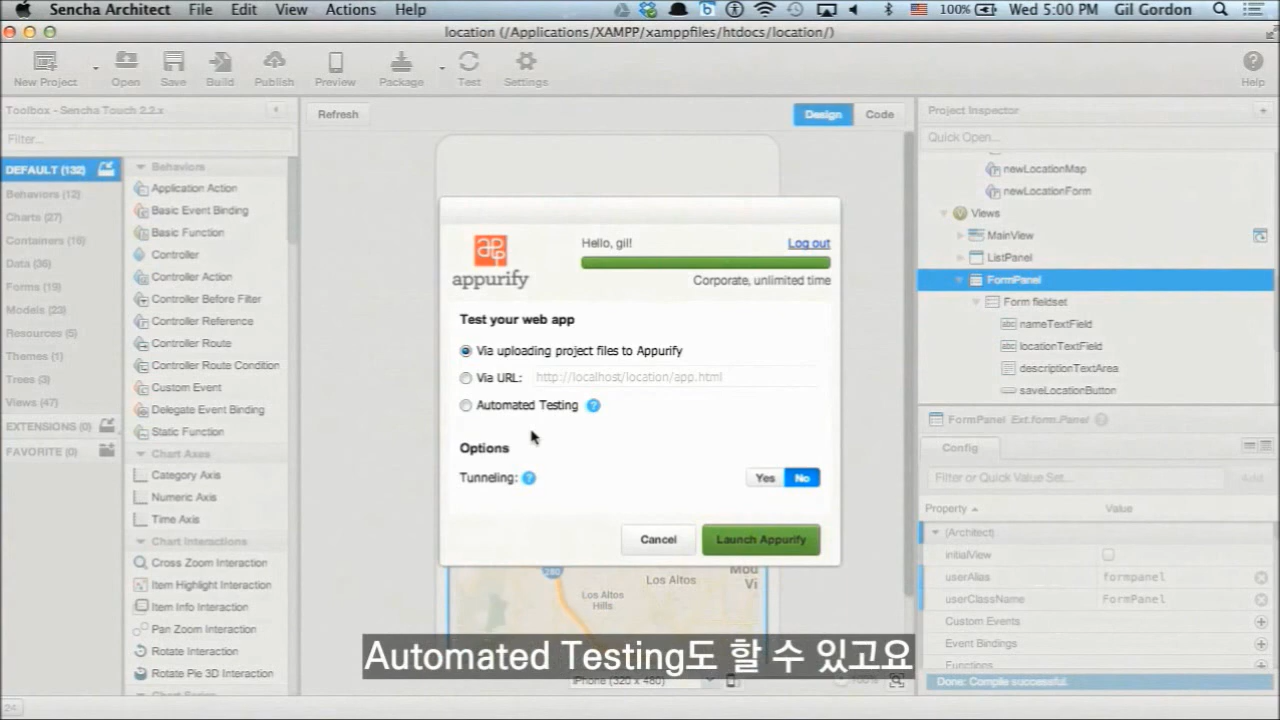 Sencha Architect File Edit View Actions Help 100% Wed 5:00 PM Gil Gordon
location (/Applications/XAMPP/xamppfiles/htdocs/location/)
New Project Open Save Build Publish Preview Package Test Settings Help
Toolbox - Sencha Touch 2.2.x
Filter...
DEFAULT (132)
Behaviors (12)
Charts (27)
Containers (16)
Data (36)
Forms (19)
Models (23)
Resources (5)
Themes (1)
Trees (3)
Views (47)
EXTENSIONS (0)
FAVORITE (0)
Behaviors
Application Action
Basic Event Binding
Basic Function
Controller
Controller Action
Controller Before Filter
Controller Reference
Controller Route
Controller Route Condition
Custom Event
Delegate Event Binding
Static Function
Chart Axes
Category Axis
Numeric Axis
Time Axis
Chart Interactions
Cross Zoom Interaction
Item Highlight Interaction
Item Info Interaction
Pan Zoom Interaction
Rotate Interaction
Rotate Pie 3D Interaction
Chart Series
Refresh
Design Code
appurify
Hello, gil!
Log out
Corporate, unlimited time
Test your web app
Via uploading project files to Appurify
Via URL: http://localhost/location/app.html
Automated Testing ?
Options
Tunneling: ? Yes No
Cancel Launch Appurify
280
Los Altos
Los Altos
Hills
Mou
Vi
Automated Testing도 할 수 있고요
iPhone (320 x 480)
100%
Project Inspector
Quick Open...
newLocationMap
newLocationForm
Views
MainView
ListPanel
FormPanel
Form fieldset
nameTextField
locationTextField
descriptionTextArea
saveLocationButton
FormPanel Ext.form.Panel ?
Config
Filter or Quick Value Set... Add
Property Value
(Architect)
initialView
userAlias formpanel
userClassName FormPanel
Custom Events
Event Bindings
Functions
Done: Compile successful.
24